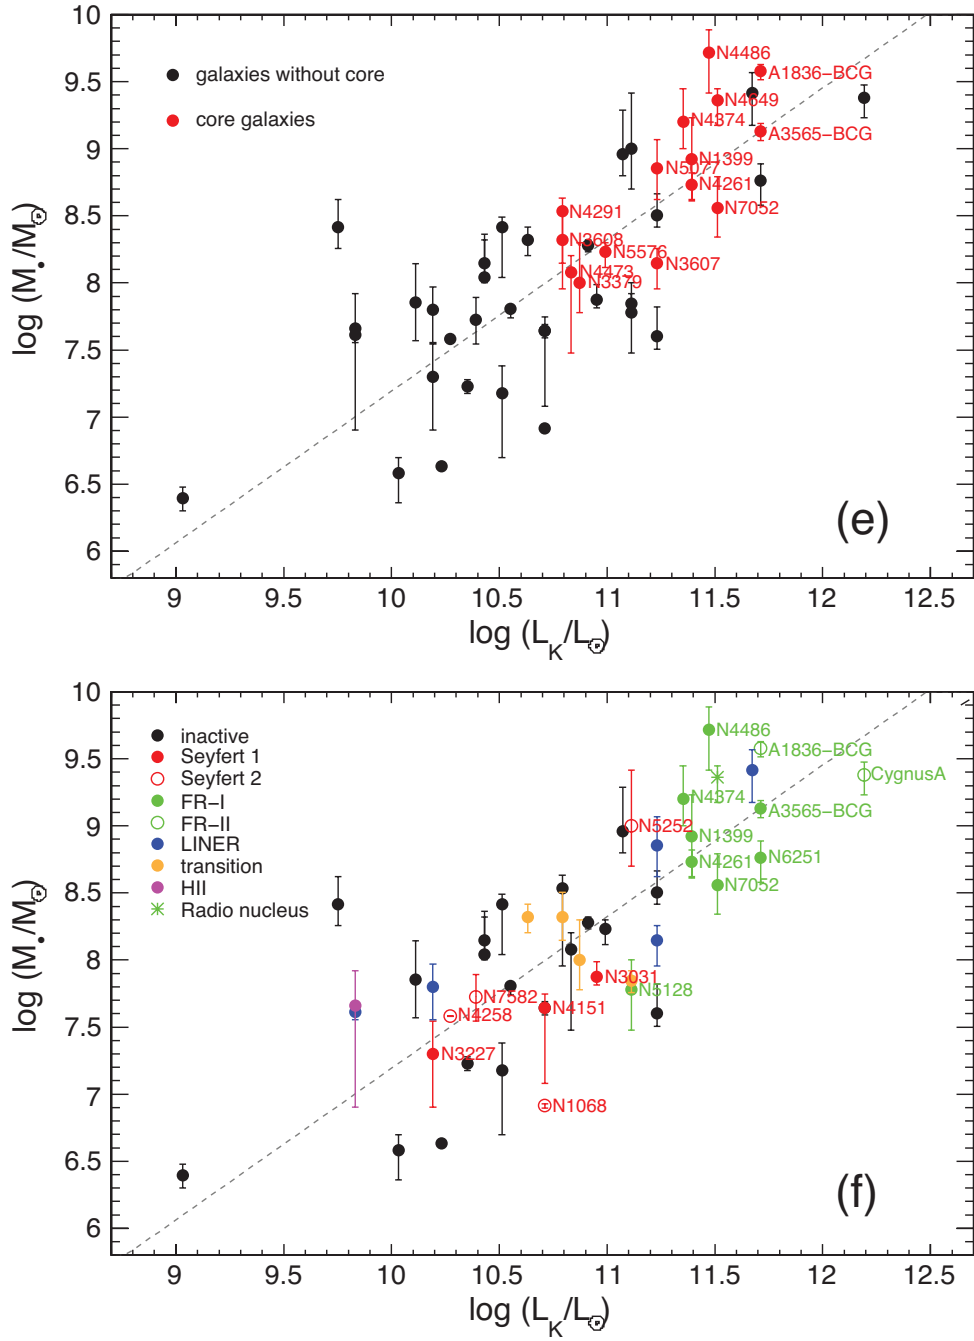 10
9.5
9
8.5
8
7.5
7
6.5
6
log (M•/M⊙)
galaxies without core
core galaxies
N4486
A1836−BCG
N4649
N4374
A3565−BCG
N1399
N5077
N4261
N7052
N4291
N3608
N5576
N3607
N4473
N3379
(e)
9 9.5 10 10.5 11 11.5 12 12.5
log (L_K/L⊙)
10
9.5
9
8.5
8
7.5
7
6.5
6
log (M•/M⊙)
inactive
Seyfert 1
Seyfert 2
FR−I
FR−II
LINER
transition
HII
Radio nucleus
N4486
A1836−BCG
CygnusA
N4374
A3565−BCG
N5252
N1399
N6251
N4261
N7052
N3031
N5128
N7582
N4258
N4151
N3227
N1068
(f)
9 9.5 10 10.5 11 11.5 12 12.5
log (L_K/L⊙)